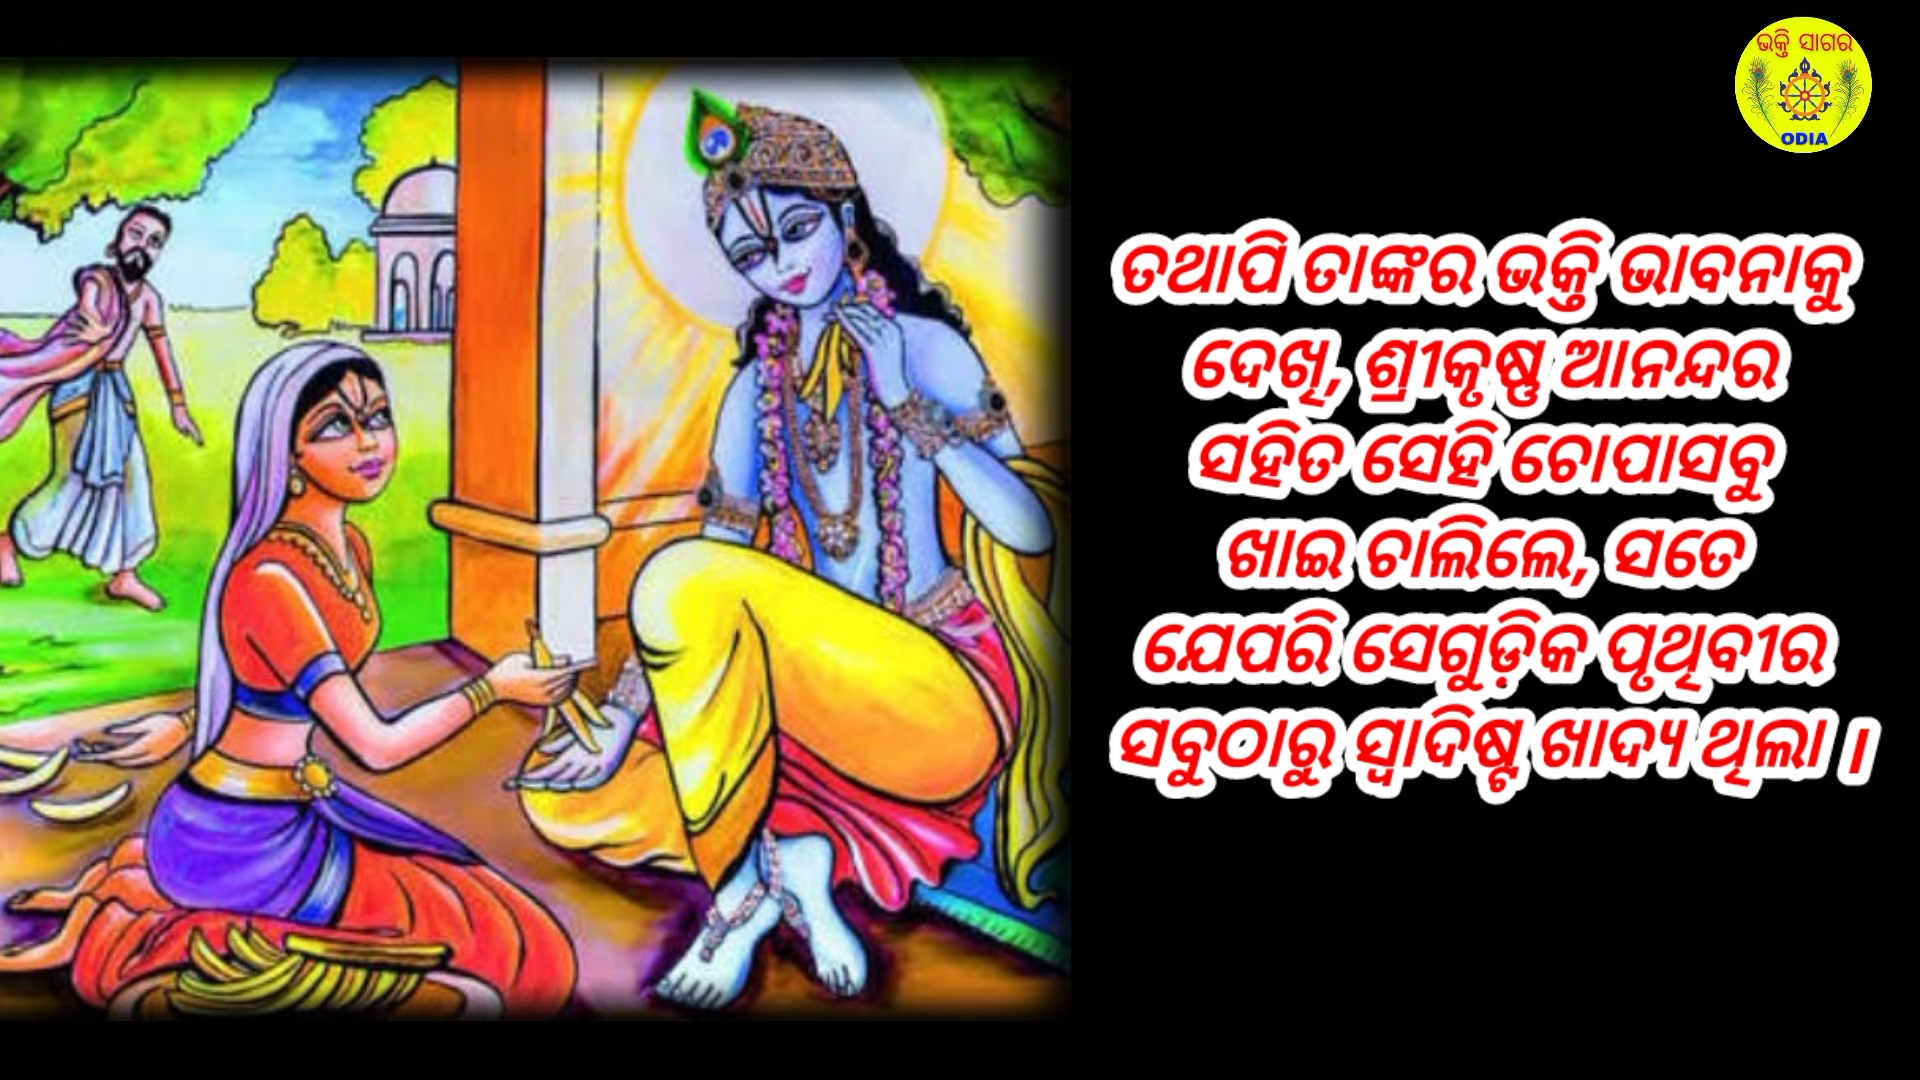 ଭକ୍ତି ସାଗର
ODIA
ତଥାପି ତାଙ୍କର ଭକ୍ତି ଭାବନାକୁ
ଦେଖି, ଶ୍ରୀକୃଷ୍ଣ ଆନନ୍ଦର
ସହିତ ସେହି ଚୋପାସବୁ
ଖାଇ ଚାଲିଲେ, ସତେ
ଯେପରି ସେଗୁଡ଼ିକ ପୃଥିବୀର
ସବୁଠାରୁ ସ୍ୱାଦିଷ୍ଟ ଖାଦ୍ୟ ଥିଲା ।